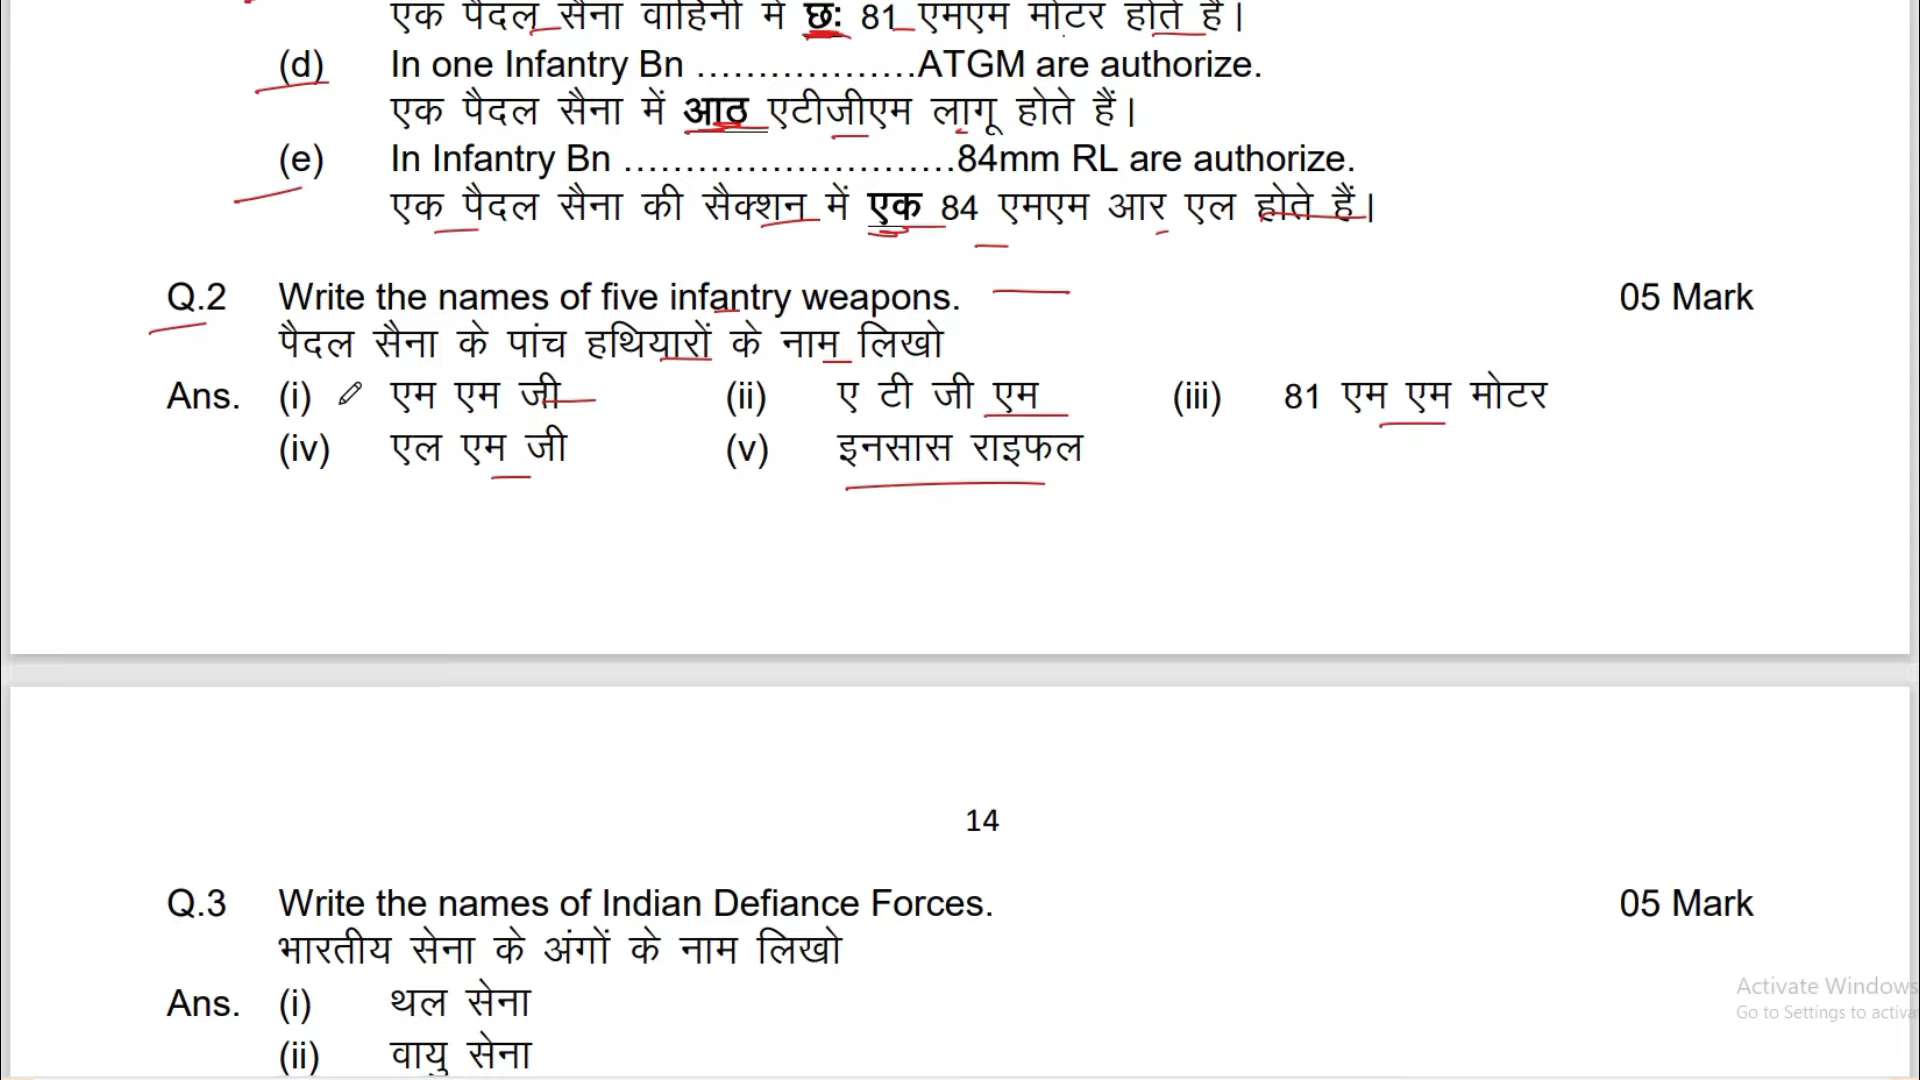 एक पैदल सैना वाहिनी में छः 81 एमएम मोटर होते हैं।
(d) In one Infantry Bn ..................ATGM are authorize.
एक पैदल सैना में आठ एटीजीएम लागू होते हैं।
(e) In Infantry Bn ...........................84mm RL are authorize.
एक पैदल सैना की सैक्शन में एक 84 एमएम आर एल होते हैं।
Q.2 Write the names of five infantry weapons. 05 Mark
पैदल सैना के पांच हथियारों के नाम लिखो
Ans. (i) एम एम जी (ii) ए टी जी एम (iii) 81 एम एम मोटर
(iv) एल एम जी (v) इनसास राइफल
14
Q.3 Write the names of Indian Defiance Forces. 05 Mark
भारतीय सेना के अंगों के नाम लिखो
Ans. (i) थल सेना
(ii) वायु सेना
Activate Windows
Go to Settings to